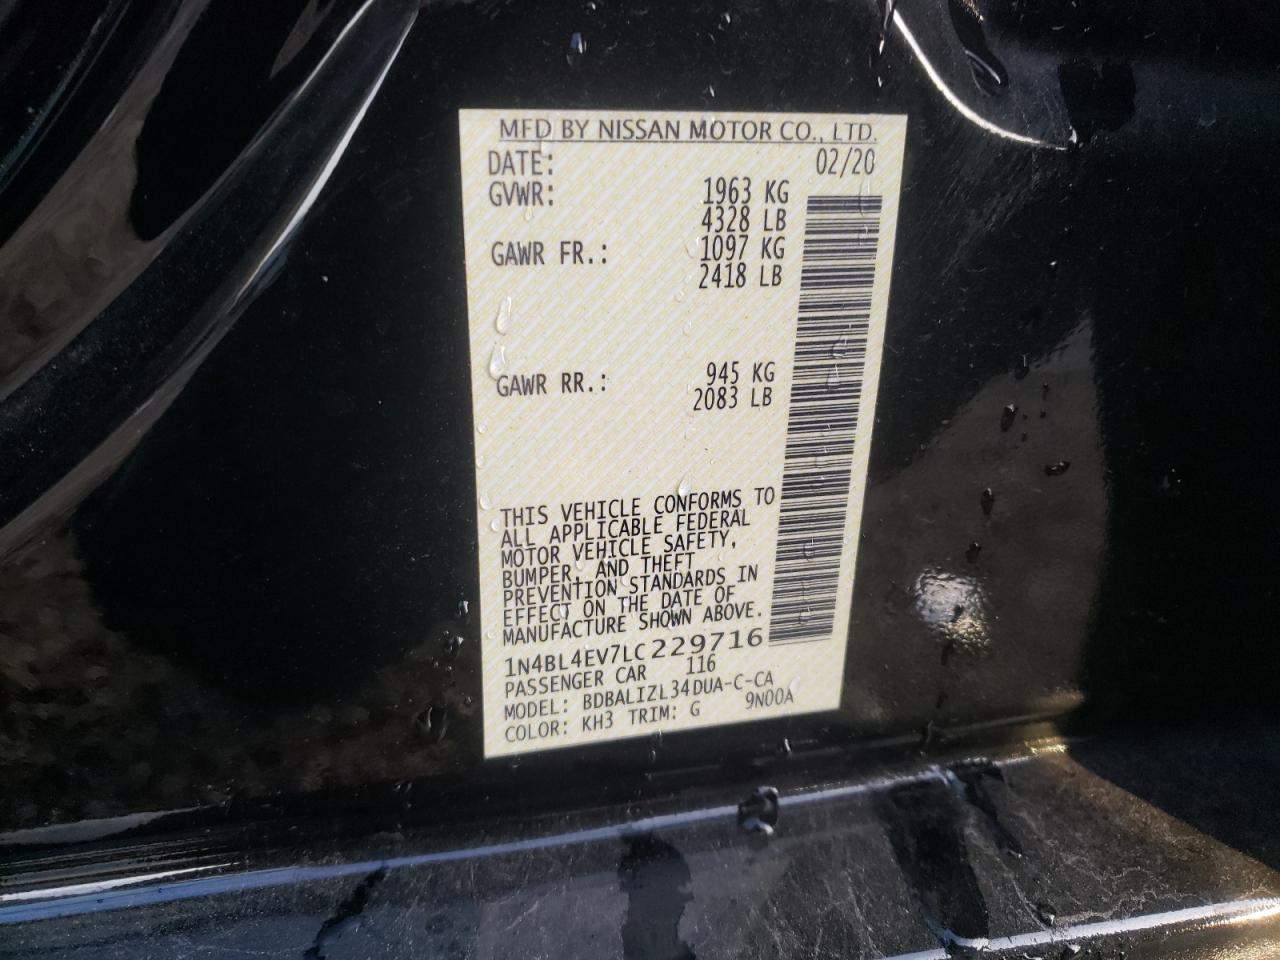 MFD BY NISSAN MOTOR CO., LTD.
DATE: 02/20
GVWR: 1963 KG
4328 LB
GAWR FR.: 1097 KG
2418 LB
GAWR RR.: 945 KG
2083 LB
THIS VEHICLE CONFORMS TO
ALL APPLICABLE FEDERAL
MOTOR VEHICLE SAFETY,
BUMPER, AND THEFT
PREVENTION STANDARDS IN
EFFECT ON THE DATE OF
MANUFACTURE SHOWN ABOVE.
1N4BL4EV7LC229716
PASSENGER CAR 116
MODEL: BDBALIZL34DUA-C-CA
COLOR: KH3 TRIM: G 9N00A